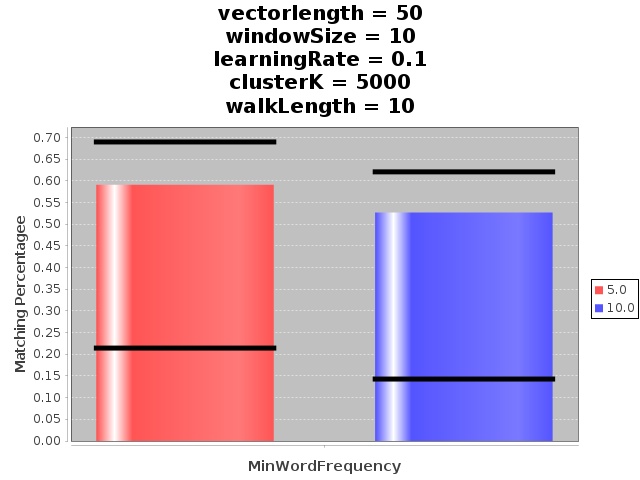 vectorlength = 50
windowSize = 10
learningRate = 0.1
clusterK = 5000
walkLength = 10
0.70
0.65
0.60
0.55
0.50
0.45
0.40
0.35
0.30
0.25
0.20
0.15
0.10
0.05
0.00
Matching Percentagee
MinWordFrequency
5.0
10.0